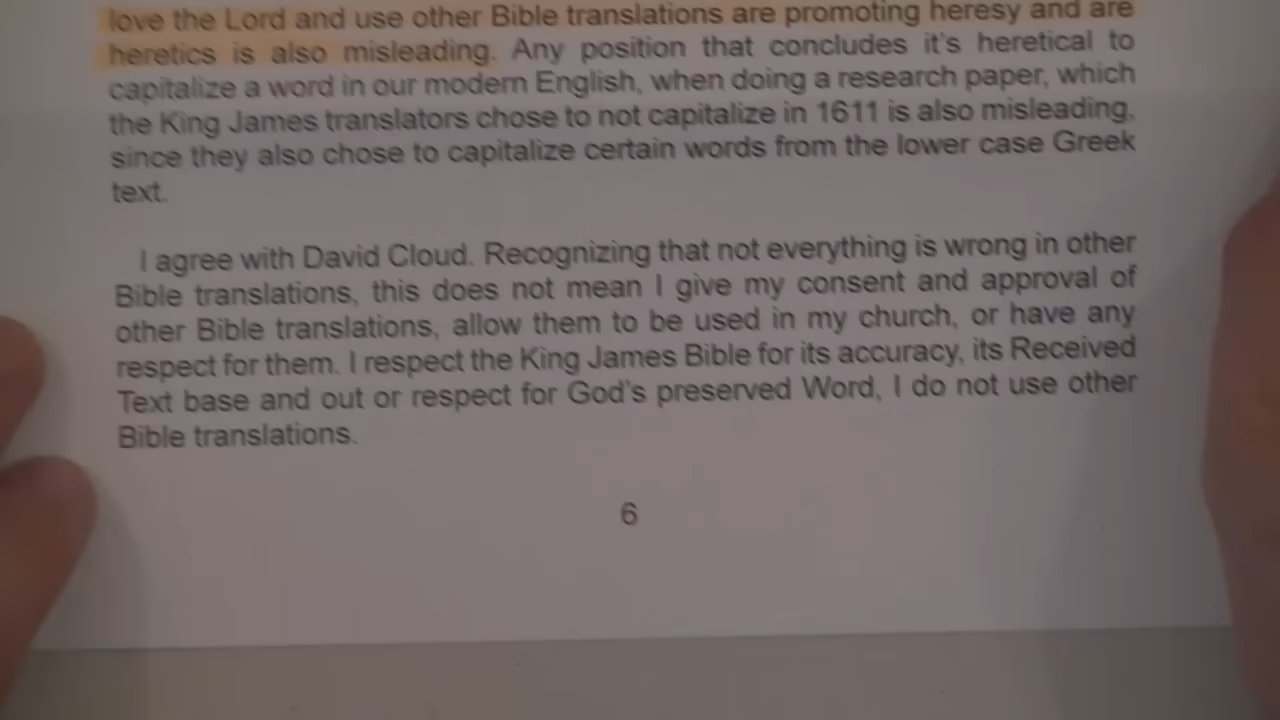 love the Lord and use other Bible translations are promoting heresy and are
heretics is also misleading. Any position that concludes it's heretical to
capitalize a word in our modern English, when doing a research paper, which
the King James translators chose to not capitalize in 1611 is also misleading,
since they also chose to capitalize certain words from the lower case Greek
text.
I agree with David Cloud. Recognizing that not everything is wrong in other
Bible translations, this does not mean I give my consent and approval of
other Bible translations, allow them to be used in my church, or have any
respect for them. I respect the King James Bible for its accuracy, its Received
Text base and out or respect for God's preserved Word, I do not use other
Bible translations.
6